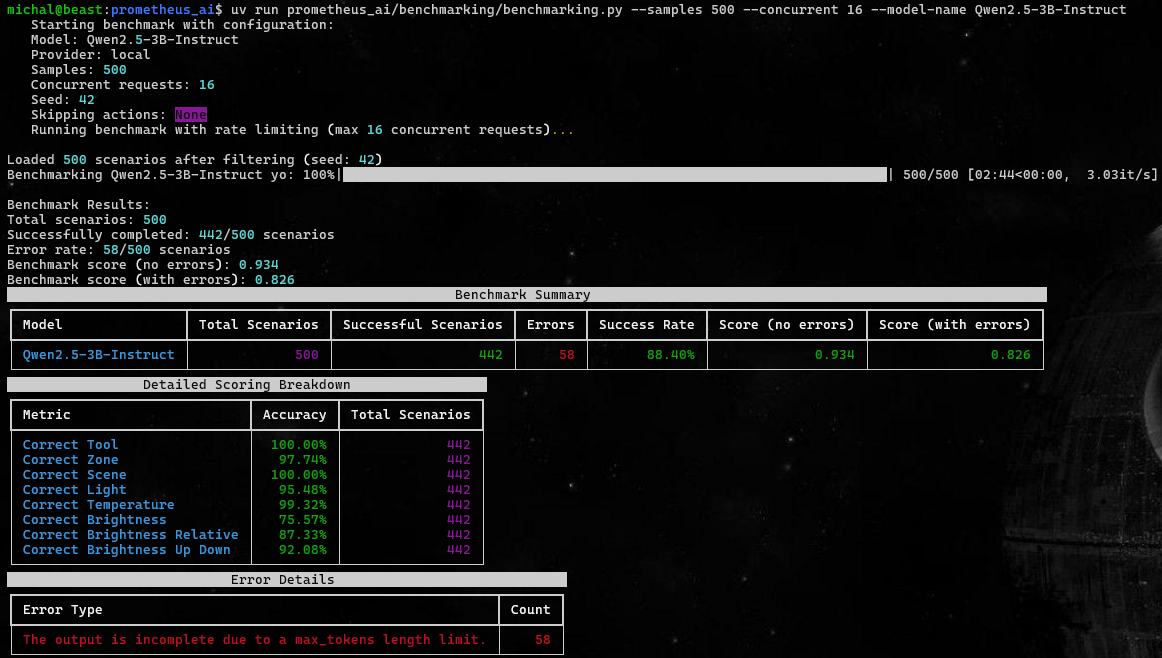 michal@beast:prometheus_ai$ uv run prometheus_ai/benchmarking/benchmarking.py --samples 500 --concurrent 16 --model-name Qwen2.5-3B-Instruct
Starting benchmark with configuration:
Model: Qwen2.5-3B-Instruct
Provider: local
Samples: 500
Concurrent requests: 16
Seed: 42
Skipping actions: None
Running benchmark with rate limiting (max 16 concurrent requests)...
Loaded 500 scenarios after filtering (seed: 42)
Benchmarking Qwen2.5-3B-Instruct yo: 100%| | 500/500 [02:44<00:00, 3.03it/s]
Benchmark Results:
Total scenarios: 500
Successfully completed: 442/500 scenarios
Error rate: 58/500 scenarios
Benchmark score (no errors): 0.934
Benchmark score (with errors): 0.826
Benchmark Summary
Model Total Scenarios Successful Scenarios Errors Success Rate Score (no errors) Score (with errors)
Qwen2.5-3B-Instruct 500 442 58 88.40% 0.934 0.826
Detailed Scoring Breakdown
Metric Accuracy Total Scenarios
Correct Tool 100.00% 442
Correct Zone 97.74% 442
Correct Scene 100.00% 442
Correct Light 95.48% 442
Correct Temperature 99.32% 442
Correct Brightness 75.57% 442
Correct Brightness Relative 87.33% 442
Correct Brightness Up Down 92.08% 442
Error Details
Error Type Count
The output is incomplete due to a max_tokens length limit. 58